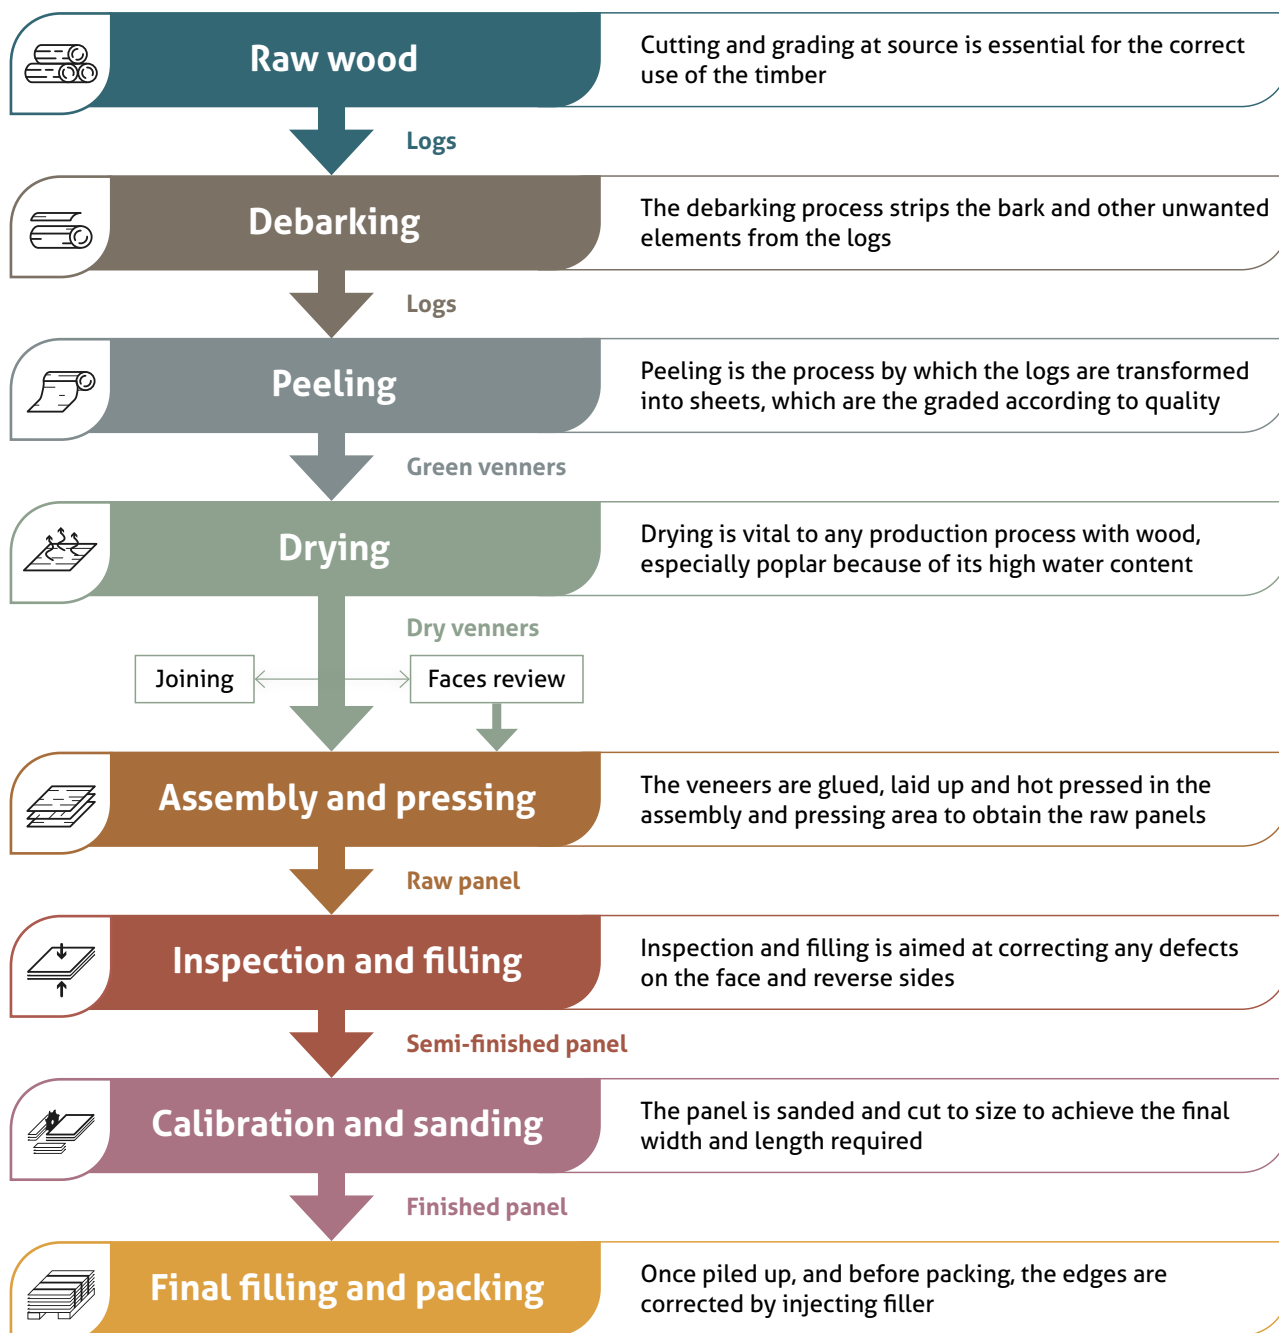 Raw wood
Cutting and grading at source is essential for the correct
use of the timber
Logs
Debarking
The debarking process strips the bark and other unwanted
elements from the logs
Logs
Peeling
Peeling is the process by which the logs are transformed
into sheets, which are the graded according to quality
Green venners
Drying
Drying is vital to any production process with wood,
especially poplar because of its high water content
Dry venners
Joining
Faces review
Assembly and pressing
The veneers are glued, laid up and hot pressed in the
assembly and pressing area to obtain the raw panels
Raw panel
Inspection and filling
Inspection and filling is aimed at correcting any defects
on the face and reverse sides
Semi-finished panel
Calibration and sanding
The panel is sanded and cut to size to achieve the final
width and length required
Finished panel
Final filling and packing
Once piled up, and before packing, the edges are
corrected by injecting filler